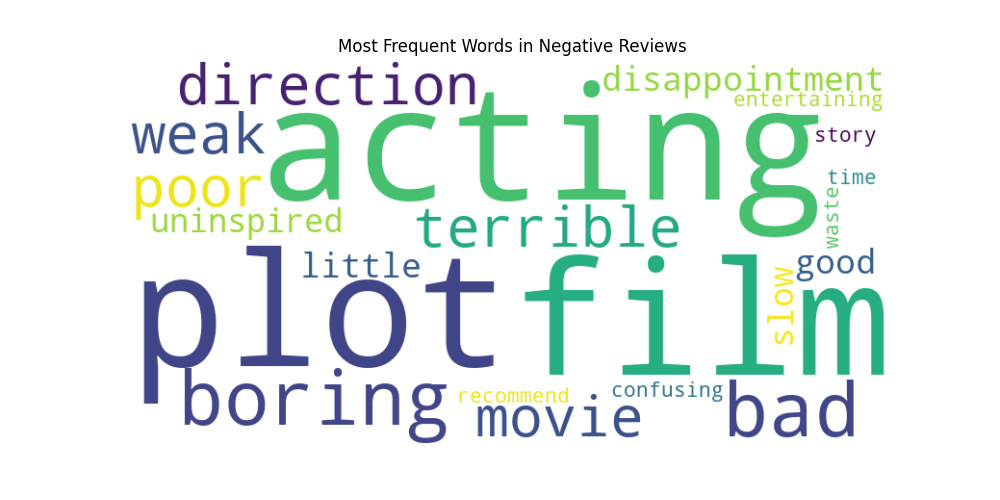 Most Frequent Words in Negative Reviews
direction
disappointment
entertaining
weak
acting
story
poor
time
uninspired
terrible
waste
little
good
plot
film
slow
boring
recommend
confusing
movie
bad